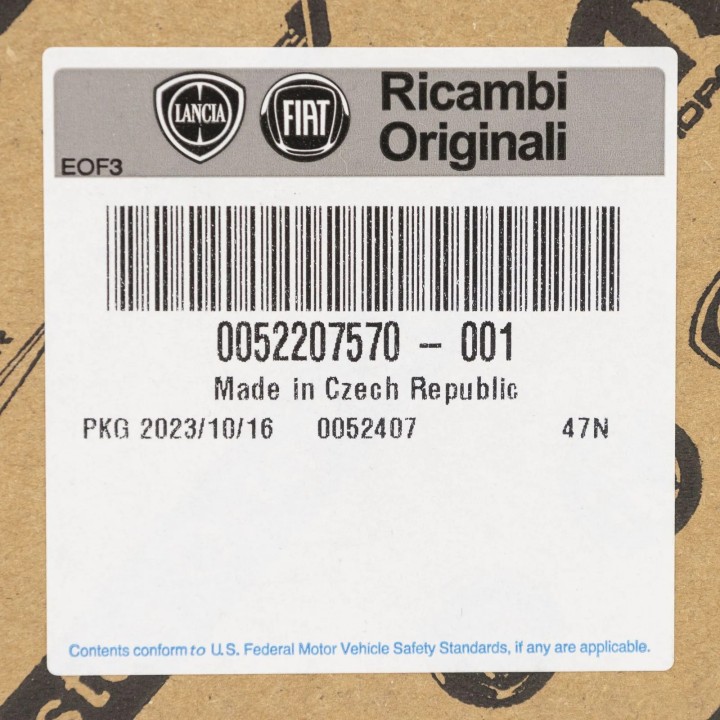 LANCIA FIAT Ricambi
Originali
EOF3
0052207570 - 001
Made in Czech Republic
PKG 2023/10/16 0052407 47N
Contents conform to U.S. Federal Motor Vehicle Safety Standards, if any are applicable.